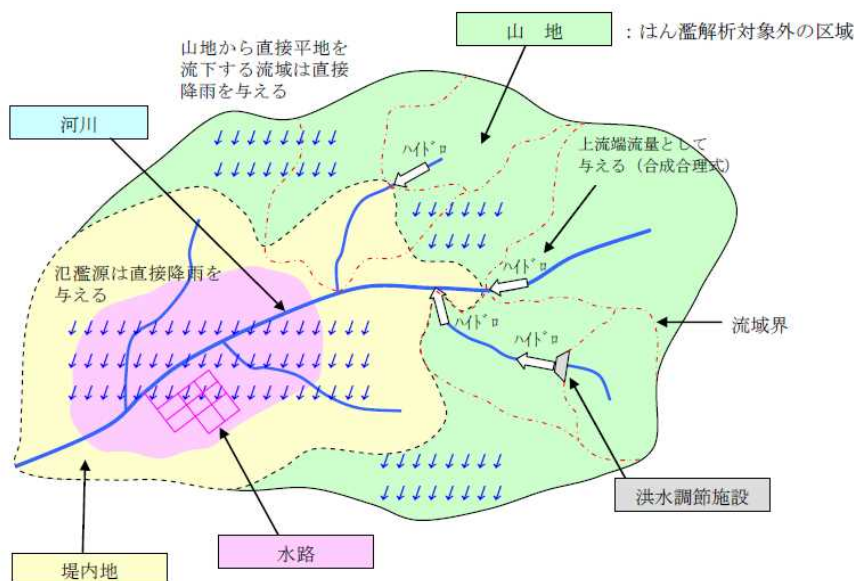 山　地
：はん濫解析対象外の区域
山地から直接平地を
流下する流域は直接
降雨を与える
河川
ﾊｲﾄﾞﾛ
上流端流量として
与える（合成合理式）
ﾊｲﾄﾞﾛ
氾濫源は直接降雨を
与える
ﾊｲﾄﾞﾛ
ﾊｲﾄﾞﾛ
流域界
洪水調節施設
水路
堤内地